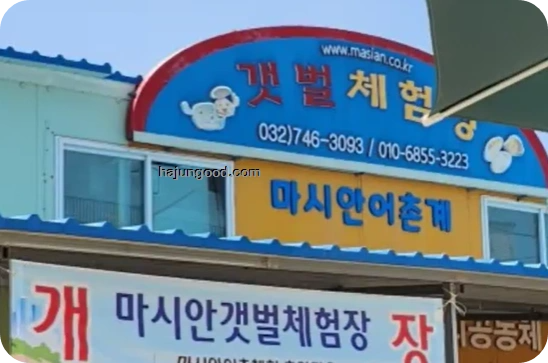 www.masian.co.kr
갯벌체험장
032)746-3093 / 010-6855-3223
hajungood.com
마시안어촌계
개 마시안갯벌체험장 장